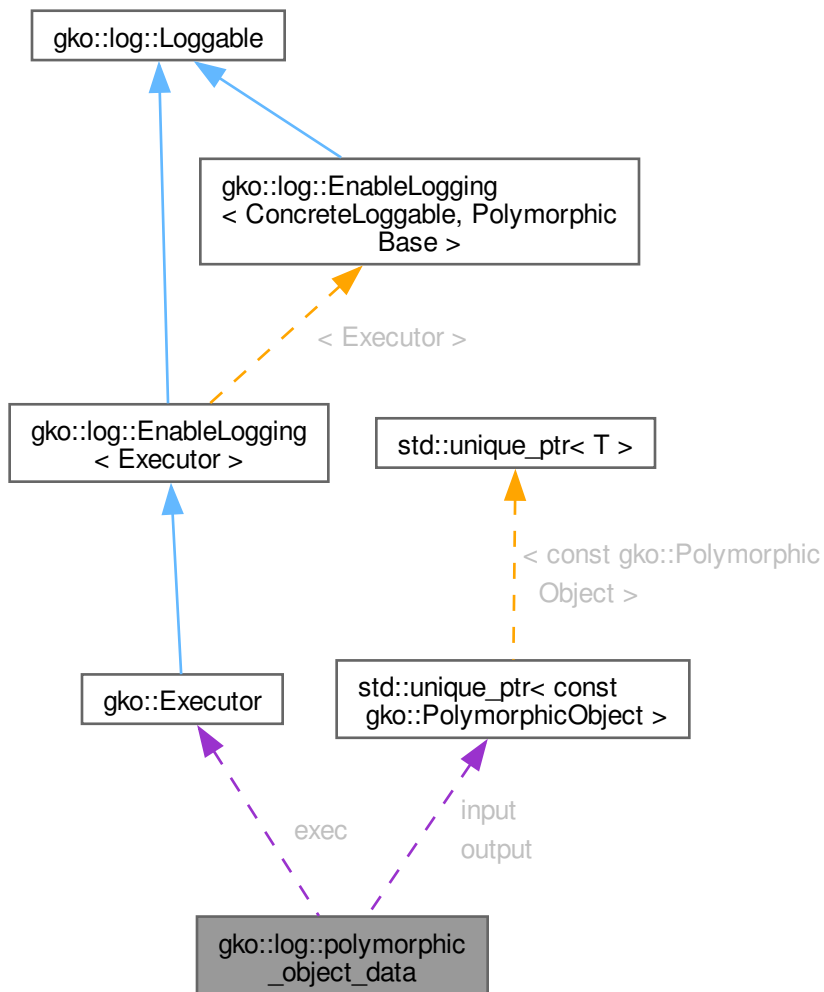 gko::log::Loggable
gko::log::EnableLogging
< ConcreteLoggable, Polymorphic
Base >
< Executor >
gko::log::EnableLogging
< Executor >
std::unique_ptr< T >
< const gko::Polymorphic
Object >
gko::Executor
std::unique_ptr< const
gko::PolymorphicObject >
exec
input
output
gko::log::polymorphic
_object_data